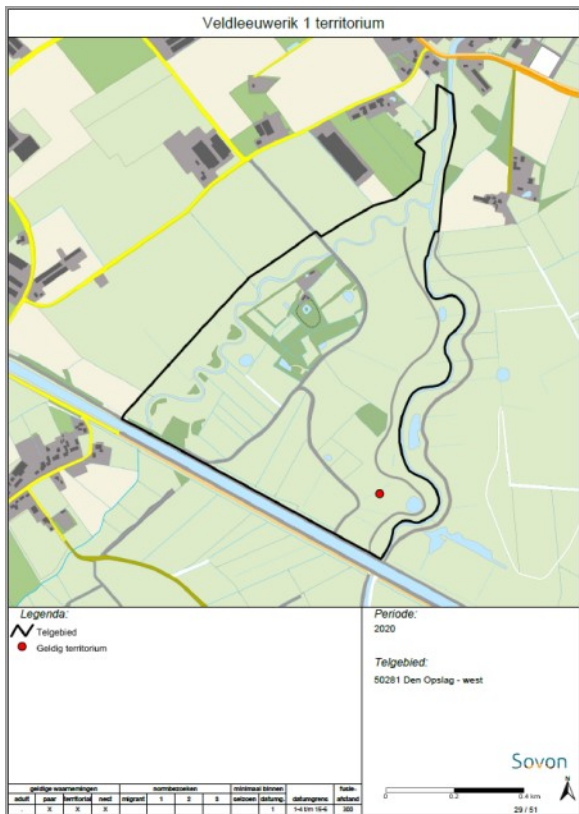 Veldleeuwerik 1 territorium
Legenda:
Telgebied
Geldig territorium
Periode:
2020
Telgebied:
50281 Den Opslag - west
Sovon
N
0 0.2 0.4 km
29 / 51
geldige waarnemingen normbezoeken minimaal binnen fusie-
adult paar territoriaal nest migrant 1 2 3 seizoen datumg. datumgrens afstand
. X X X 1 1-4 t/m 15-6 300